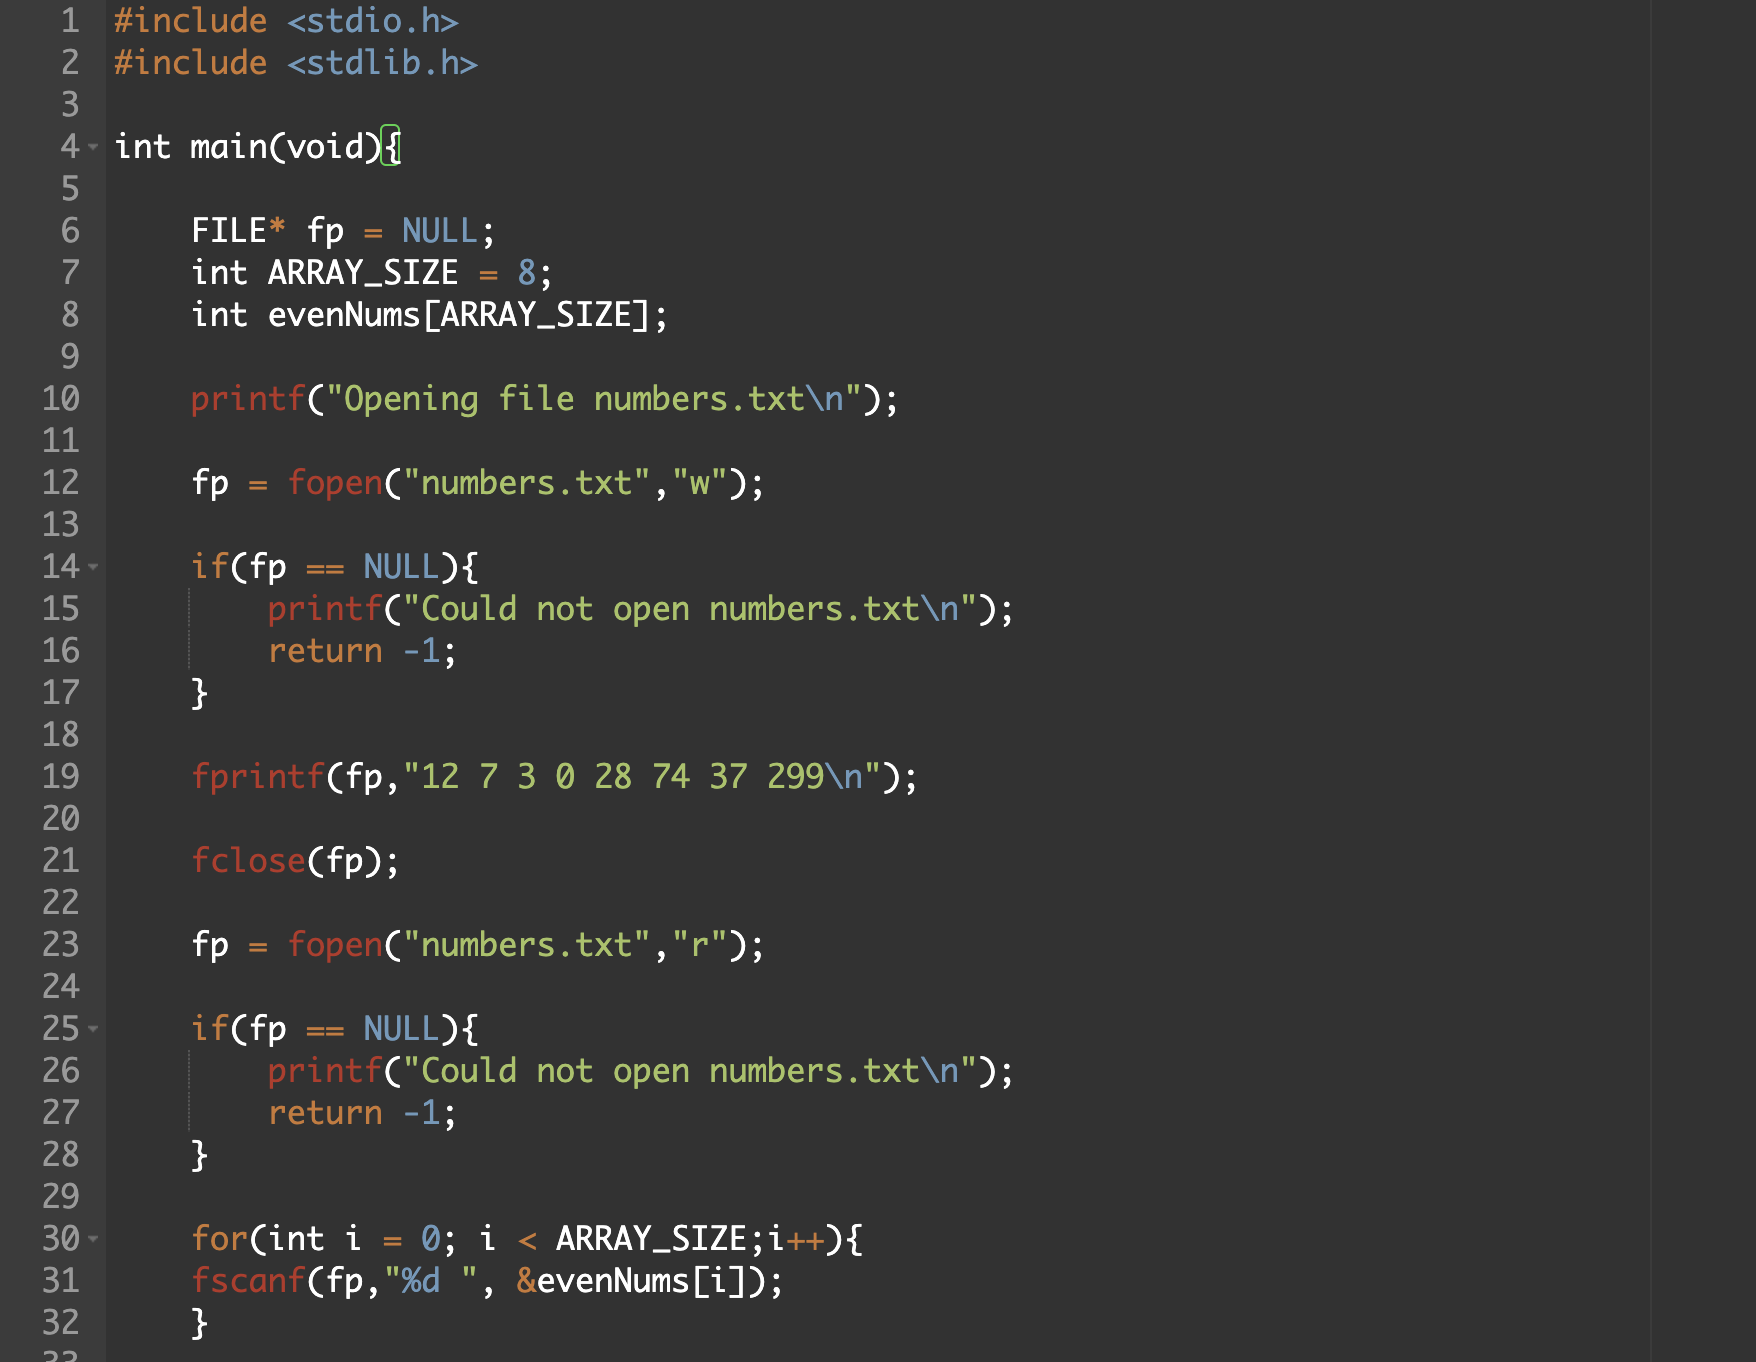 1 #include <stdio.h>
2 #include <stdlib.h>
3
4 int main(void){
5
6     FILE* fp = NULL;
7     int ARRAY_SIZE = 8;
8     int evenNums[ARRAY_SIZE];
9
10     printf("Opening file numbers.txt\n");
11
12     fp = fopen("numbers.txt","w");
13
14     if(fp == NULL){
15         printf("Could not open numbers.txt\n");
16         return -1;
17     }
18
19     fprintf(fp,"12 7 3 0 28 74 37 299\n");
20
21     fclose(fp);
22
23     fp = fopen("numbers.txt","r");
24
25     if(fp == NULL){
26         printf("Could not open numbers.txt\n");
27         return -1;
28     }
29
30     for(int i = 0; i < ARRAY_SIZE;i++){
31     fscanf(fp,"%d ", &evenNums[i]);
32     }
33